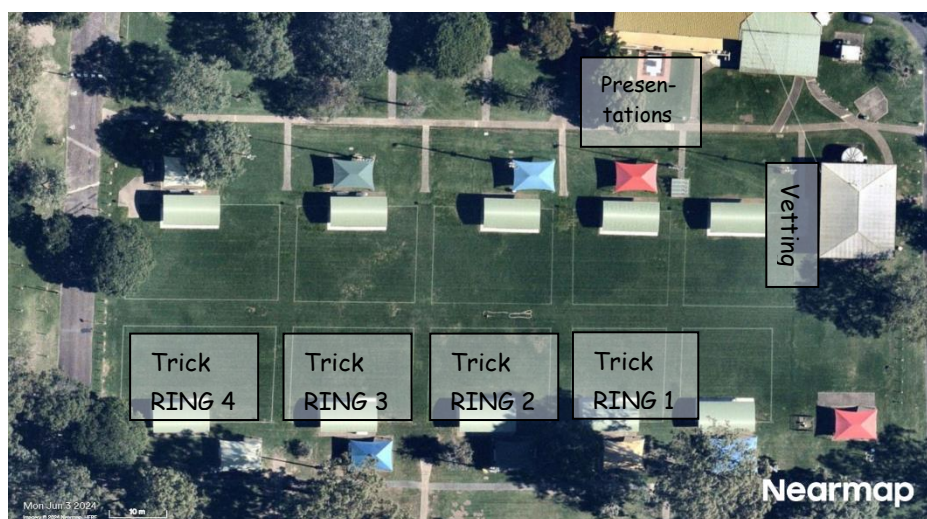 Presen-
tations
Vetting
Trick
RING 4
Trick
RING 3
Trick
RING 2
Trick
RING 1
Nearmap
Mon Jun 3 2024
10 m